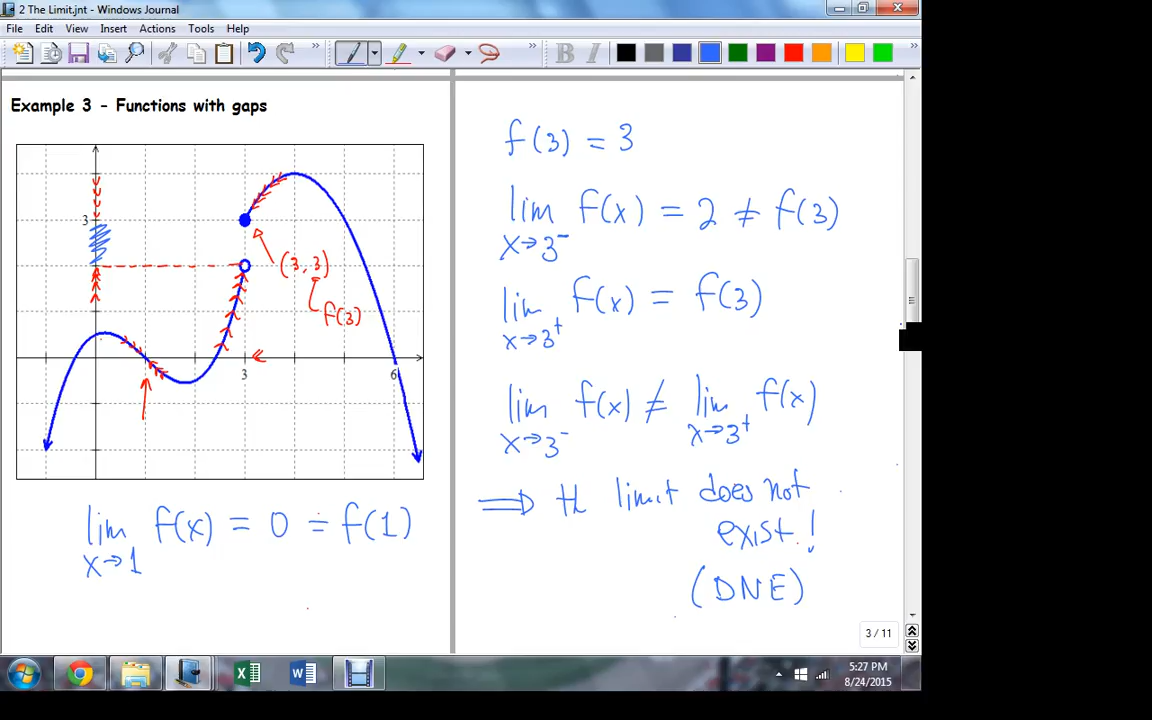 2 The Limit.jnt - Windows Journal
File Edit View Insert Actions Tools Help
Example 3 - Functions with gaps
3
(3, 3)
f(3)
3
6
lim f(x) = 0 = f(1)
x→1
f(3) = 3
lim f(x) = 2 ≠ f(3)
x→3⁻
lim f(x) = f(3)
x→3⁺
lim f(x) ≠ lim f(x)
x→3⁻ x→3⁺
⟹ th limit does not
exist!
(DNE)
3 / 11
5:27 PM
8/24/2015